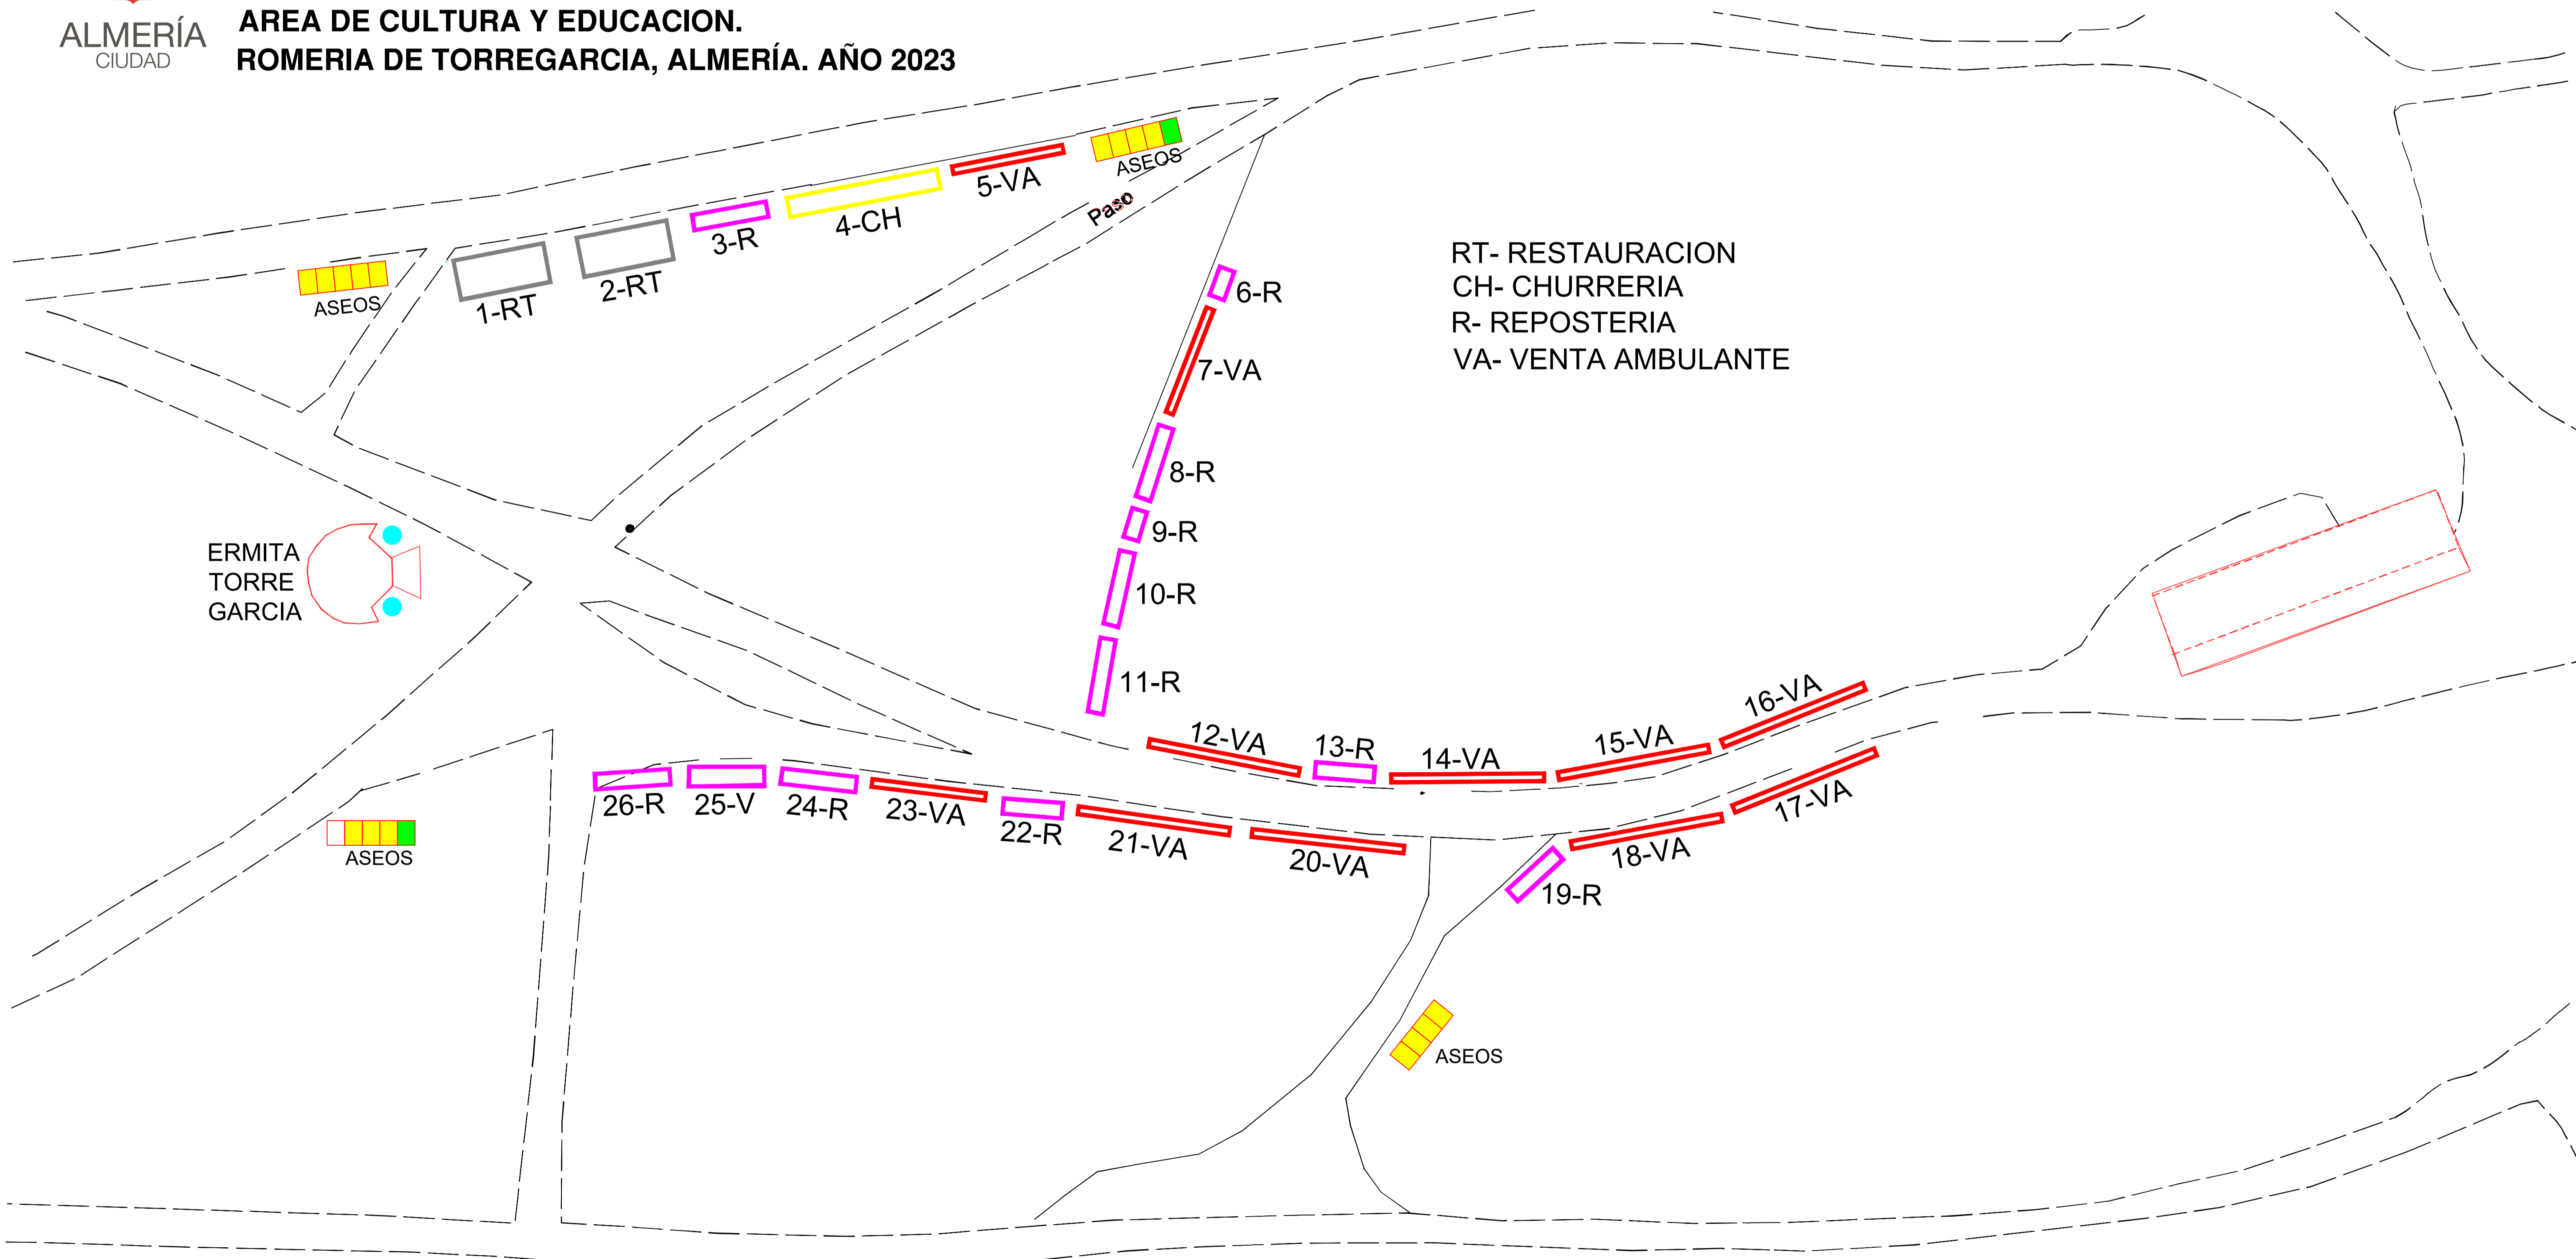 ALMERÍA
CIUDAD
AREA DE CULTURA Y EDUCACION.
ROMERIA DE TORREGARCIA, ALMERÍA. AÑO 2023
ASEOS
1-RT
2-RT
3-R
4-CH
5-VA
ASEOS
Paso
6-R
7-VA
8-R
9-R
10-R
11-R
RT- RESTAURACION
CH- CHURRERIA
R- REPOSTERIA
VA- VENTA AMBULANTE
ERMITA
TORRE
GARCIA
12-VA
13-R
14-VA
15-VA
16-VA
17-VA
18-VA
19-R
20-VA
21-VA
22-R
23-VA
24-R
25-V
26-R
ASEOS
ASEOS